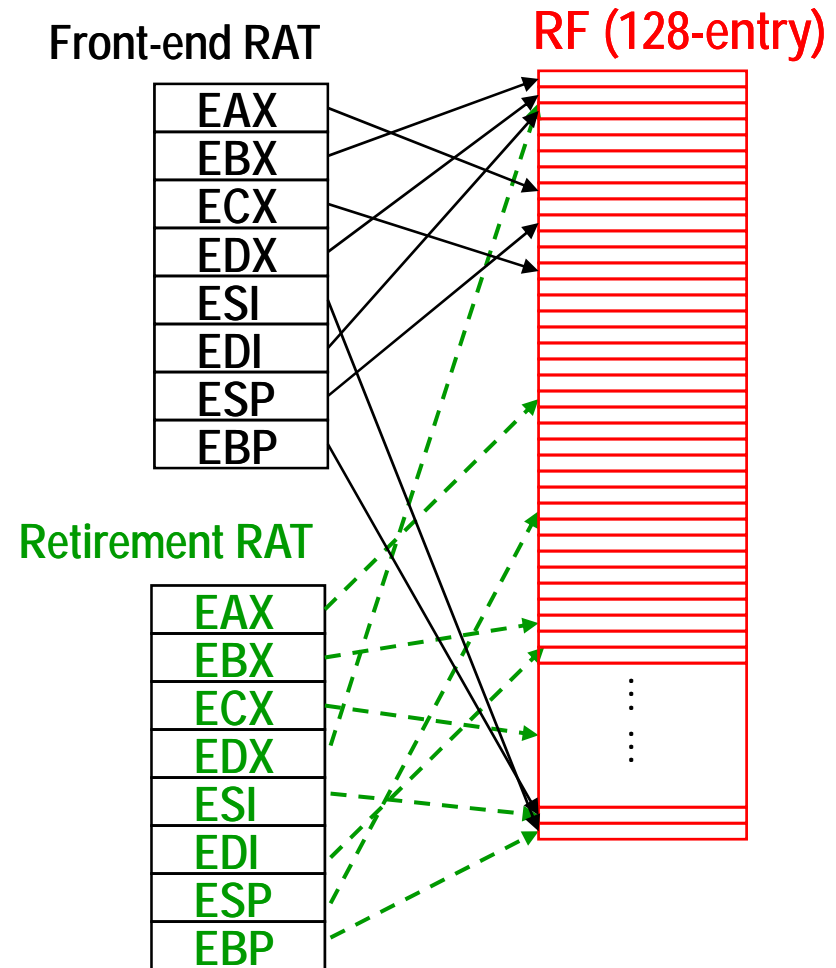 Front-end RAT
RF (128-entry)
EAX
EBX
ECX
EDX
ESI
EDI
ESP
EBP
Retirement RAT
EAX
EBX
ECX
EDX
ESI
EDI
ESP
EBP